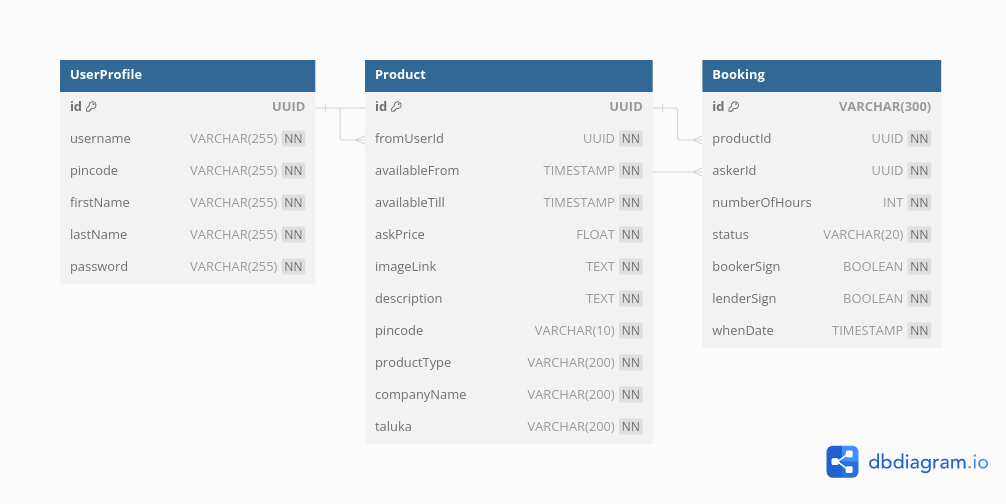 UserProfile
id UUID
username VARCHAR(255) NN
pincode VARCHAR(255) NN
firstName VARCHAR(255) NN
lastName VARCHAR(255) NN
password VARCHAR(255) NN
Product
id UUID
fromUserId UUID NN
availableFrom TIMESTAMP NN
availableTill TIMESTAMP NN
askPrice FLOAT NN
imageLink TEXT NN
description TEXT NN
pincode VARCHAR(10) NN
productType VARCHAR(200) NN
companyName VARCHAR(200) NN
taluka VARCHAR(200) NN
Booking
id VARCHAR(300)
productId UUID NN
askerId UUID NN
numberOfHours INT NN
status VARCHAR(20) NN
bookerSign BOOLEAN NN
lenderSign BOOLEAN NN
whenDate TIMESTAMP NN
dbdiagram.io